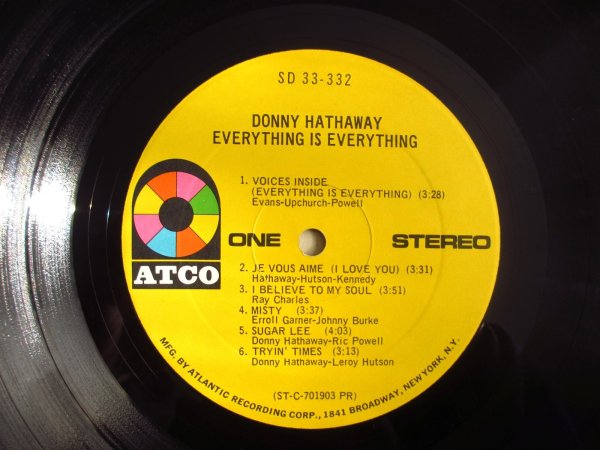 SD 33-332
DONNY HATHAWAY
EVERYTHING IS EVERYTHING
1. VOICES INSIDE
(EVERYTHING IS EVERYTHING) (3:28)
Evans-Upchurch-Powell
ATCO
ONE
STEREO
2. JE VOUS AIME (I LOVE YOU) (3:31)
Hathaway-Hutson-Kennedy
3. I BELIEVE TO MY SOUL (3:51)
Ray Charles
4. MISTY (3:37)
Erroll Garner-Johnny Burke
5. SUGAR LEE (4:03)
Donny Hathaway-Ric Powell
6. TRYIN' TIMES (3:13)
Donny Hathaway-Leroy Hutson
(ST-C-701903 PR)
MFG. BY ATLANTIC RECORDING CORP., 1841 BROADWAY, NEW YORK, N.Y.